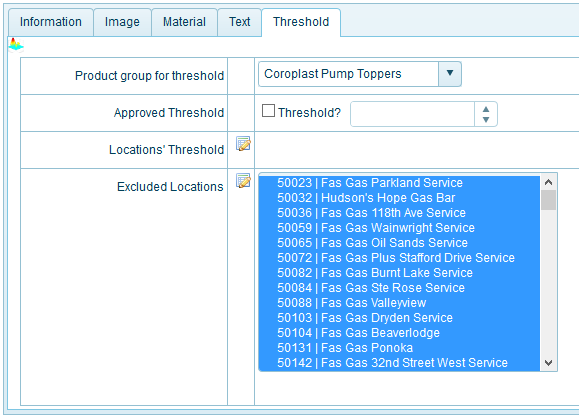 Information Image Material Text Threshold
Product group for threshold Coroplast Pump Toppers
Approved Threshold Threshold?
Locations' Threshold
Excluded Locations
50023 | Fas Gas Parkland Service
50032 | Hudson's Hope Gas Bar
50036 | Fas Gas 118th Ave Service
50059 | Fas Gas Wainwright Service
50065 | Fas Gas Oil Sands Service
50072 | Fas Gas Plus Stafford Drive Service
50082 | Fas Gas Burnt Lake Service
50084 | Fas Gas Ste Rose Service
50088 | Fas Gas Valleyview
50103 | Fas Gas Dryden Service
50104 | Fas Gas Beaverlodge
50131 | Fas Gas Ponoka
50142 | Fas Gas 32nd Street West Service